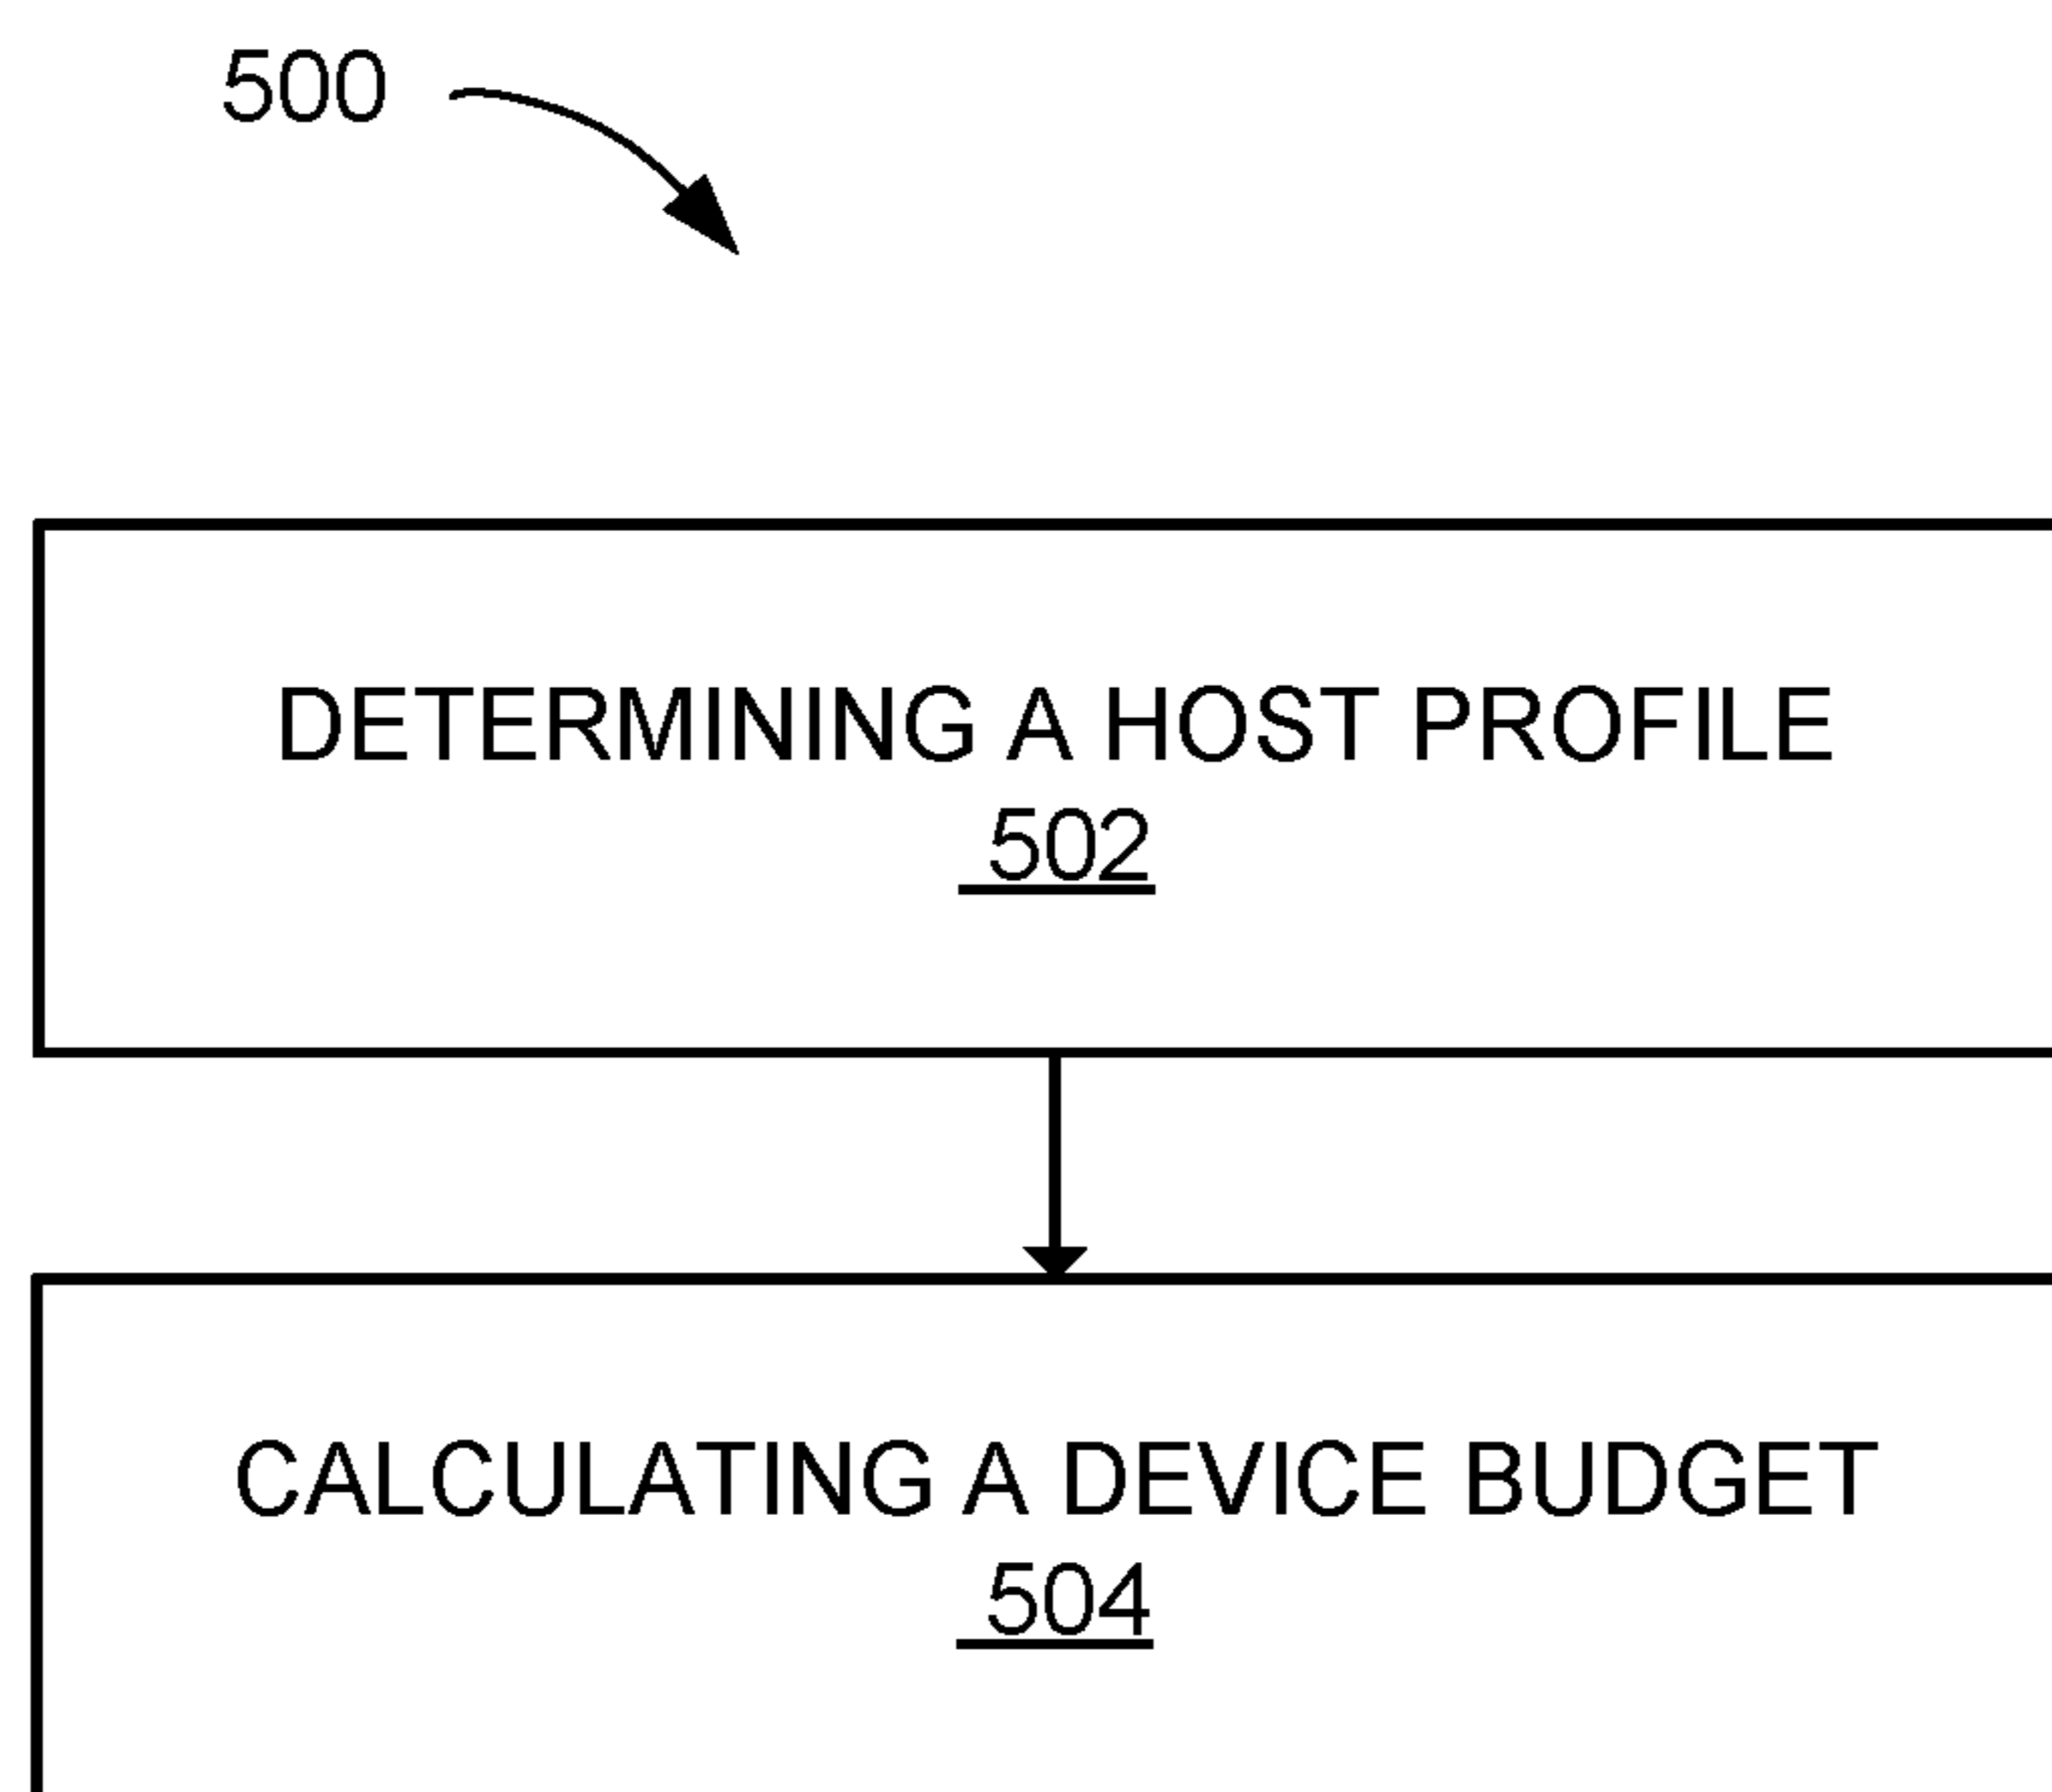 500
DETERMINING A HOST PROFILE
502
CALCULATING A DEVICE BUDGET
504